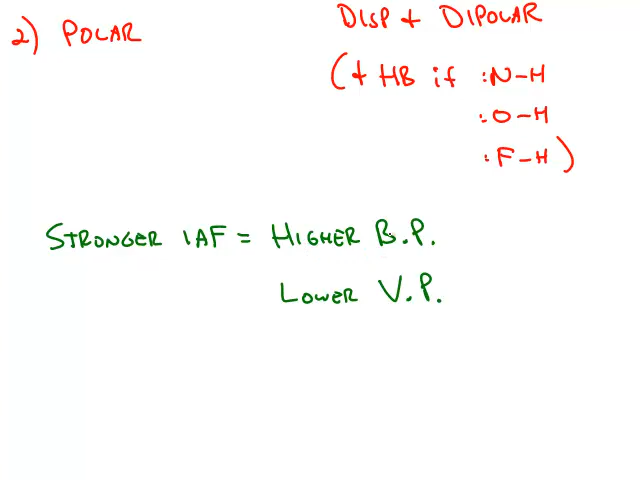 2) POLAR DISP + DIPOLAR
(+ HB if :N-H
:O-H
:F-H)
STRONGER IAF = HIGHER B.P.
LOWER V.P.